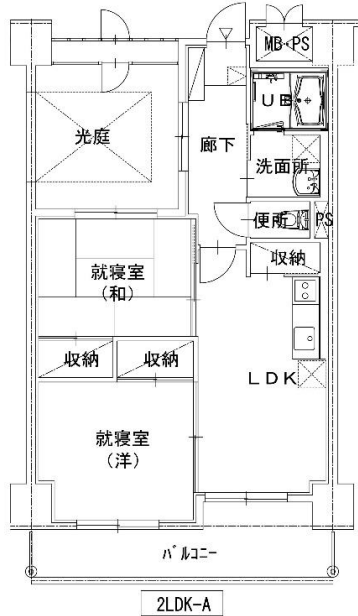 MB・PS
UB
光庭
廊下
洗面所
便所
PS
就寝室
(和)
収納
収納
収納
LDK
就寝室
(洋)
バルコニー
2LDK-A